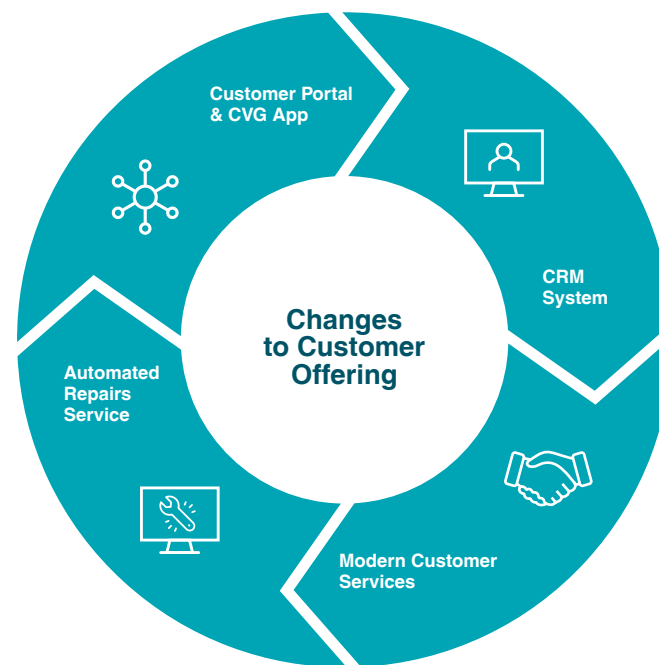 Customer Portal
& CVG App
CRM
System
Changes
to Customer
Offering
Automated
Repairs
Service
Modern Customer
Services